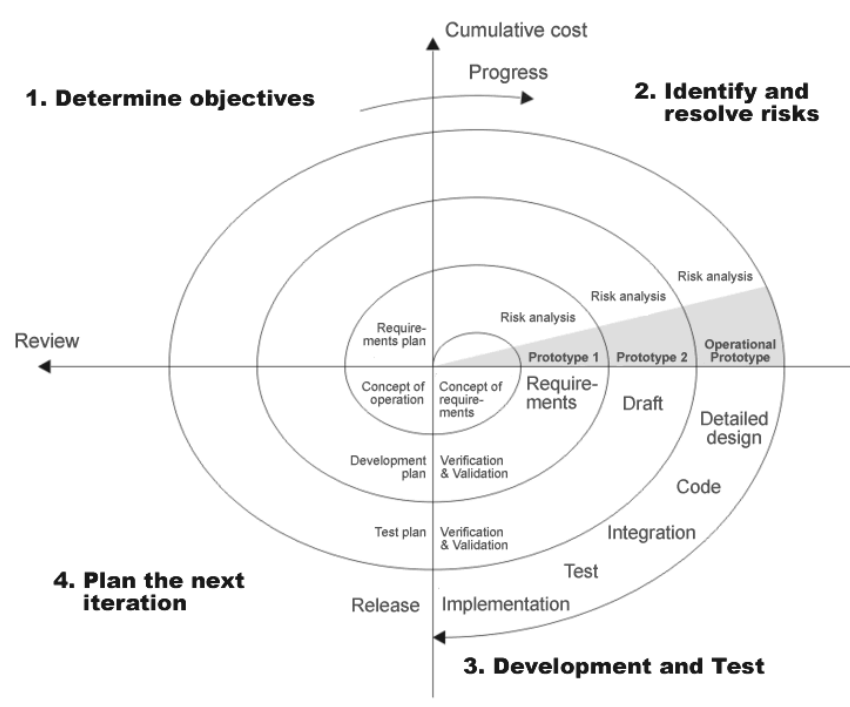 Cumulative cost
Progress
1. Determine objectives
2. Identify and
resolve risks
Risk analysis
Risk analysis
Risk analysis
Require-
ments plan
Review
Prototype 1
Prototype 2
Operational
Prototype
Concept of
operation
Concept of
require-
ments
Require-
ments
Draft
Detailed
design
Development
plan
Verification
& Validation
Code
Test plan
Verification
& Validation
Integration
Test
4. Plan the next
iteration
Release
Implementation
3. Development and Test